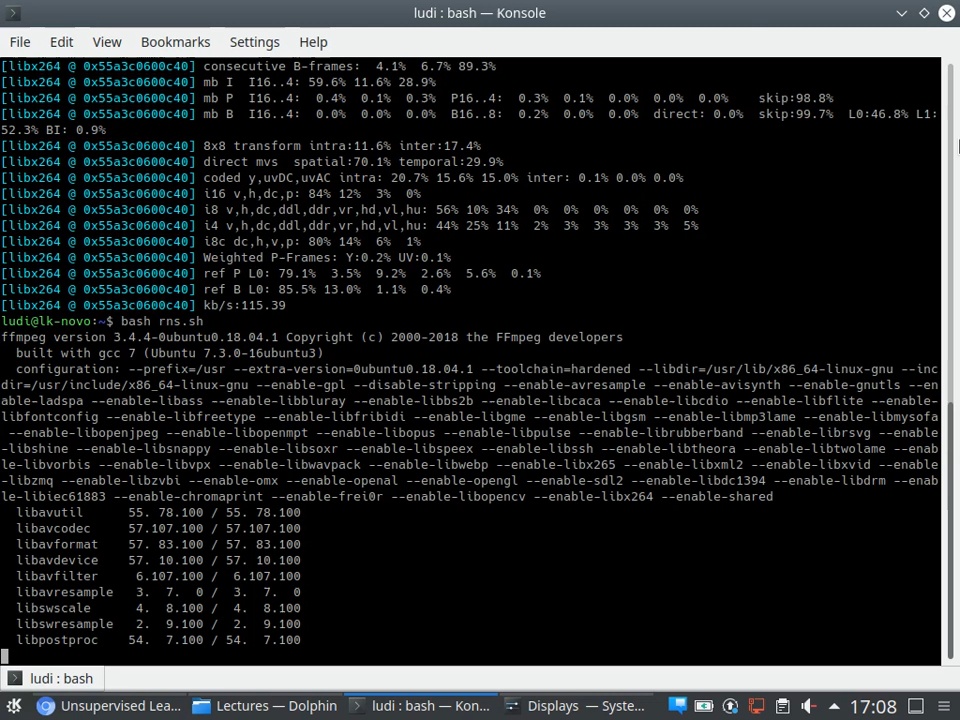 ludi : bash — Konsole
File Edit View Bookmarks Settings Help
[libx264 @ 0x55a3c0600c40] consecutive B-frames:  4.1%  6.7% 89.3%
[libx264 @ 0x55a3c0600c40] mb I  I16..4: 59.6% 11.6% 28.9%
[libx264 @ 0x55a3c0600c40] mb P  I16..4:  0.4%  0.1%  0.3%  P16..4:  0.3%  0.1%  0.0%  0.0%  0.0%    skip:98.8%
[libx264 @ 0x55a3c0600c40] mb B  I16..4:  0.0%  0.0%  0.0%  B16..8:  0.2%  0.0%  0.0%  direct: 0.0%  skip:99.7%  L0:46.8% L1:
52.3% BI: 0.9%
[libx264 @ 0x55a3c0600c40] 8x8 transform intra:11.6% inter:17.4%
[libx264 @ 0x55a3c0600c40] direct mvs  spatial:70.1% temporal:29.9%
[libx264 @ 0x55a3c0600c40] coded y,uvDC,uvAC intra: 20.7% 15.6% 15.0% inter: 0.1% 0.0% 0.0%
[libx264 @ 0x55a3c0600c40] i16 v,h,dc,p: 84% 12%  3%  0%
[libx264 @ 0x55a3c0600c40] i8 v,h,dc,ddl,ddr,vr,hd,vl,hu: 56% 10% 34%  0%  0%  0%  0%  0%  0%
[libx264 @ 0x55a3c0600c40] i4 v,h,dc,ddl,ddr,vr,hd,vl,hu: 44% 25% 11%  2%  3%  3%  3%  3%  5%
[libx264 @ 0x55a3c0600c40] i8c dc,h,v,p: 80% 14%  6%  1%
[libx264 @ 0x55a3c0600c40] Weighted P-Frames: Y:0.2% UV:0.1%
[libx264 @ 0x55a3c0600c40] ref P L0: 79.1%  3.5%  9.2%  2.6%  5.6%  0.1%
[libx264 @ 0x55a3c0600c40] ref B L0: 85.5% 13.0%  1.1%  0.4%
[libx264 @ 0x55a3c0600c40] kb/s:115.39
ludi@lk-novo:~$ bash rns.sh
ffmpeg version 3.4.4-0ubuntu0.18.04.1 Copyright (c) 2000-2018 the FFmpeg developers
built with gcc 7 (Ubuntu 7.3.0-16ubuntu3)
configuration: --prefix=/usr --extra-version=0ubuntu0.18.04.1 --toolchain=hardened --libdir=/usr/lib/x86_64-linux-gnu --inc
dir=/usr/include/x86_64-linux-gnu --enable-gpl --disable-stripping --enable-avresample --enable-avisynth --enable-gnutls --en
able-ladspa --enable-libass --enable-libbluray --enable-libbs2b --enable-libcaca --enable-libcdio --enable-libflite --enable-
libfontconfig --enable-libfreetype --enable-libfribidi --enable-libgme --enable-libgsm --enable-libmp3lame --enable-libmysofa
--enable-libopenjpeg --enable-libopenmpt --enable-libopus --enable-libpulse --enable-librubberband --enable-librsvg --enable
-libshine --enable-libsnappy --enable-libsoxr --enable-libspeex --enable-libssh --enable-libtheora --enable-libtwolame --enab
le-libvorbis --enable-libvpx --enable-libwavpack --enable-libwebp --enable-libx265 --enable-libxml2 --enable-libxvid --enable
-libzmq --enable-libzvbi --enable-omx --enable-openal --enable-opengl --enable-sdl2 --enable-libdc1394 --enable-libdrm --enab
le-libiec61883 --enable-chromaprint --enable-frei0r --enable-libopencv --enable-libx264 --enable-shared
libavutil      55. 78.100 / 55. 78.100
libavcodec     57.107.100 / 57.107.100
libavformat    57. 83.100 / 57. 83.100
libavdevice    57. 10.100 / 57. 10.100
libavfilter     6.107.100 /  6.107.100
libavresample   3.  7.  0 /  3.  7.  0
libswscale      4.  8.100 /  4.  8.100
libswresample   2.  9.100 /  2.  9.100
libpostproc    54.  7.100 / 54.  7.100
ludi : bash
Unsupervised Lea... Lectures — Dolphin ludi : bash — Kon... Displays — Syste... 17:08